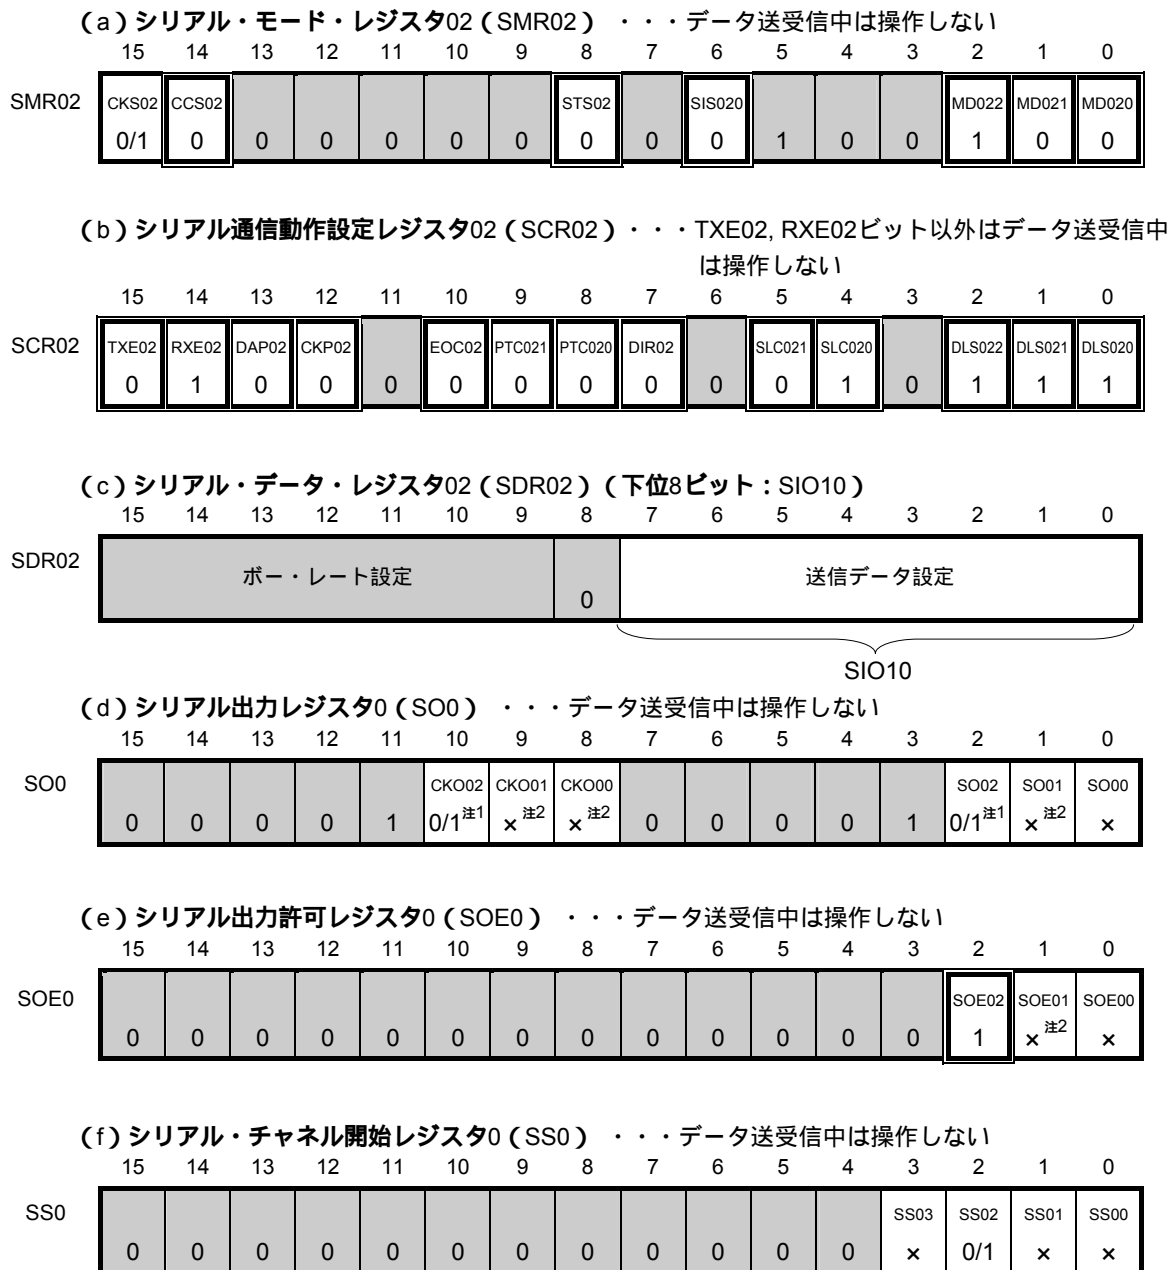 (a)シリアル・モード・レジスタ02(SMR02) ・・・データ送受信中は操作しない
15 14 13 12 11 10 9 8 7 6 5 4 3 2 1 0
SMR02 CKS02 CCS02 STS02 SIS020 MD022 MD021 MD020
0/1 0 0 0 0 0 0 0 0 0 1 0 0 1 0 0
(b)シリアル通信動作設定レジスタ02(SCR02)・・・TXE02, RXE02ビット以外はデータ送受信中
は操作しない
15 14 13 12 11 10 9 8 7 6 5 4 3 2 1 0
SCR02 TXE02 RXE02 DAP02 CKP02 EOC02 PTC021 PTC020 DIR02 SLC021 SLC020 DLS022 DLS021 DLS020
0 1 0 0 0 0 0 0 0 0 0 1 0 1 1 1
(c)シリアル・データ・レジスタ02(SDR02)(下位8ビット:SIO10)
15 14 13 12 11 10 9 8 7 6 5 4 3 2 1 0
SDR02 ボー・レート設定 送信データ設定
0
SIO10
(d)シリアル出力レジスタ0(SO0) ・・・データ送受信中は操作しない
15 14 13 12 11 10 9 8 7 6 5 4 3 2 1 0
SO0 CKO02 CKO01 CKO00 SO02 SO01 SO00
0 0 0 0 1 0/1注1 ×注2 ×注2 0 0 0 0 1 0/1注1 ×注2 ×
(e)シリアル出力許可レジスタ0(SOE0) ・・・データ送受信中は操作しない
15 14 13 12 11 10 9 8 7 6 5 4 3 2 1 0
SOE0 SOE02 SOE01 SOE00
0 0 0 0 0 0 0 0 0 0 0 0 0 1 ×注2 ×
(f)シリアル・チャネル開始レジスタ0(SS0) ・・・データ送受信中は操作しない
15 14 13 12 11 10 9 8 7 6 5 4 3 2 1 0
SS0 SS03 SS02 SS01 SS00
0 0 0 0 0 0 0 0 0 0 0 0 × 0/1 × ×